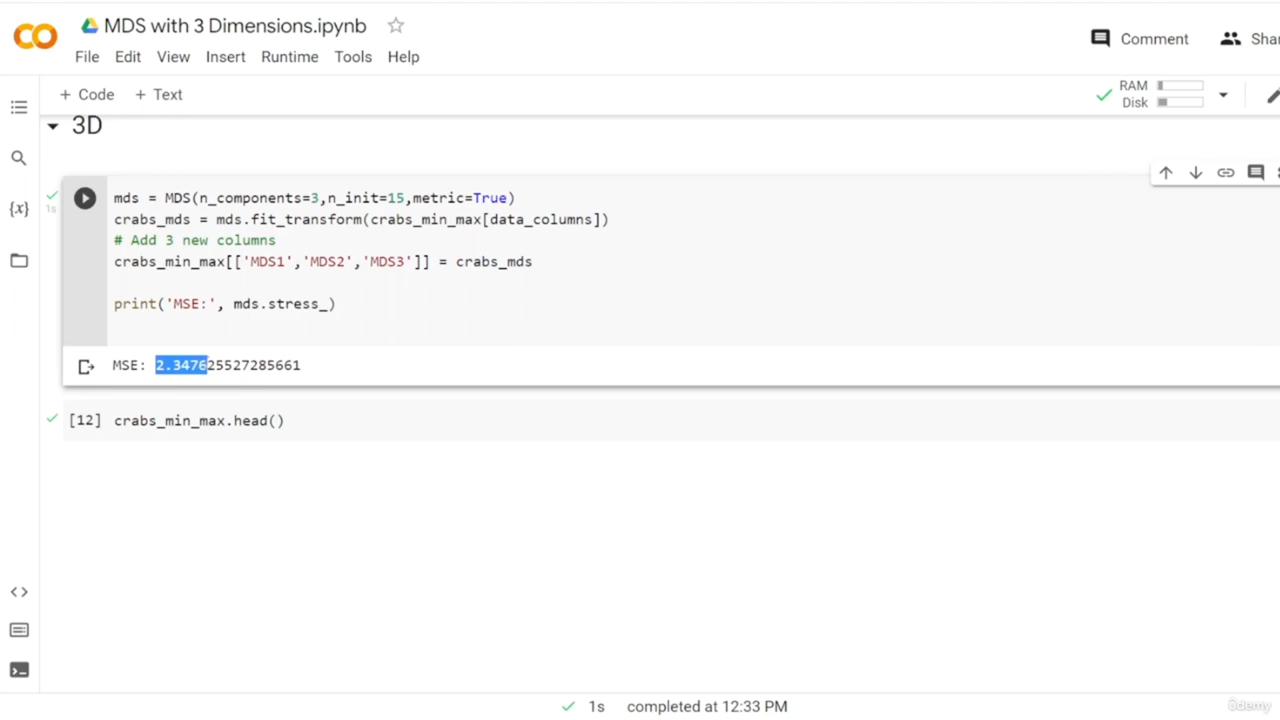 MDS with 3 Dimensions.ipynb
File Edit View Insert Runtime Tools Help
Comment
Shar
+ Code + Text
RAM
Disk
3D
1s
mds = MDS(n_components=3,n_init=15,metric=True)
crabs_mds = mds.fit_transform(crabs_min_max[data_columns])
# Add 3 new columns
crabs_min_max[['MDS1','MDS2','MDS3']] = crabs_mds
print('MSE:', mds.stress_)
MSE: 2.347625527285661
[12] crabs_min_max.head()
{x}
1s completed at 12:33 PM
ûdemy